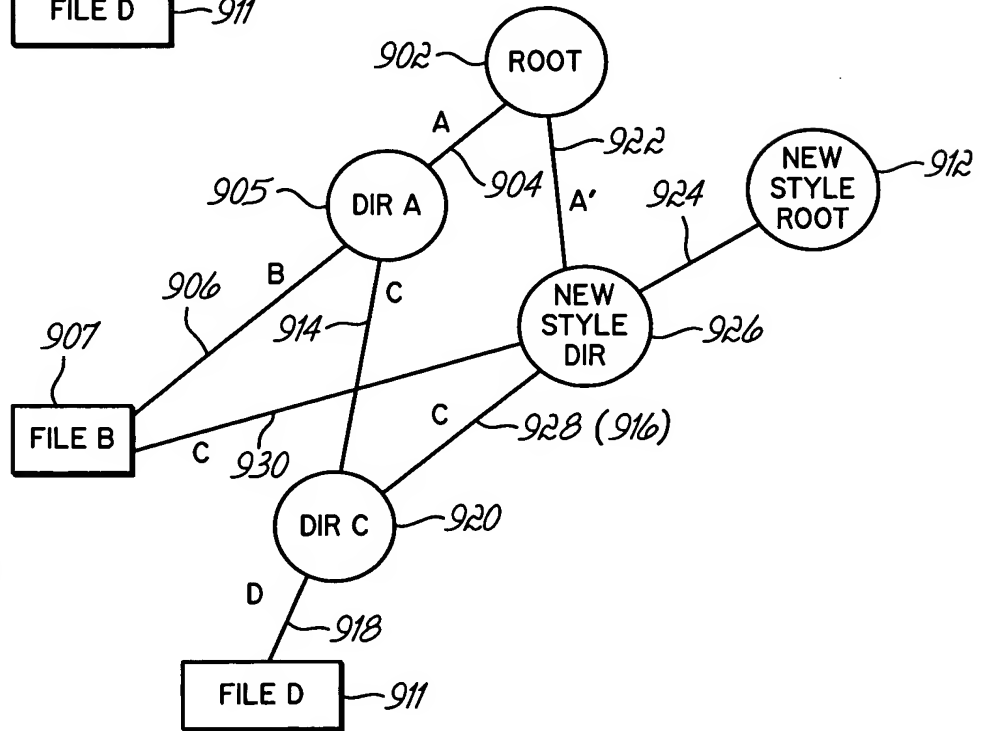 FILE D
911
902
ROOT
A
904
922
NEW
STYLE
ROOT
912
905
DIR A
A'
924
B
C
906
914
NEW
STYLE
DIR
926
907
FILE B
C
930
C
928 (916)
DIR C
920
D
918
FILE D
911